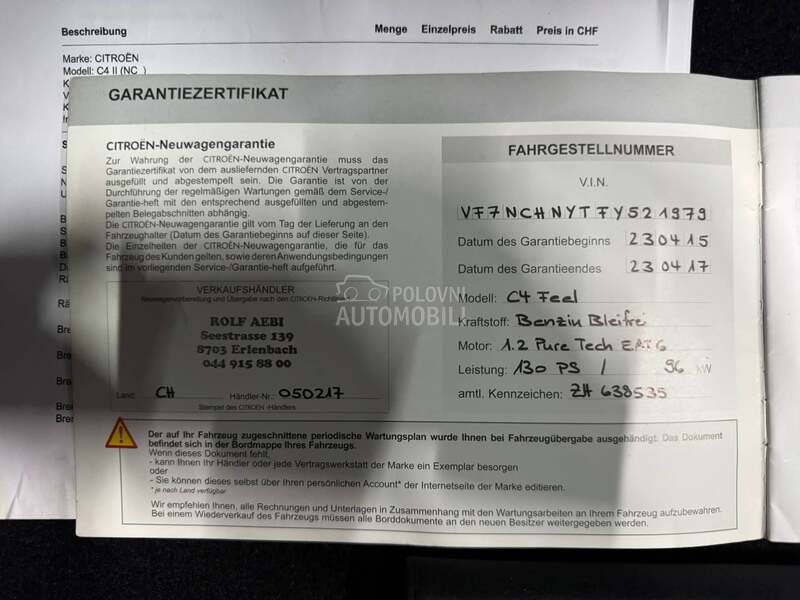 Beschreibung Menge Einzelpreis Rabatt Preis in CHF
Marke: CITROËN
Modell: C4 II (NC_)
GARANTIEZERTIFIKAT
CITROËN-Neuwagengarantie
Zur Wahrung der CITROËN-Neuwagengarantie muss das
Garantiezertifikat von dem ausliefernden CITROËN Vertragspartner
ausgefüllt und abgestempelt sein. Die Garantie ist von der
Durchführung der regelmäßigen Wartungen gemäß dem Service-/
Garantie-heft mit den entsprechend ausgefüllten und abgestem-
pelten Belegabschnitten abhängig.
Die CITROËN-Neuwagengarantie gilt vom Tag der Lieferung an den
Fahrzeughalter (Datum des Garantiebeginns auf dieser Seite).
Die Einzelheiten der CITROËN-Neuwagengarantie, die für das
Fahrzeug des Kunden gelten, sowie deren Anwendungsbedingungen
sind im vorliegenden Service-/Garantie-heft aufgeführt.
VERKAUFSHÄNDLER
Neuwagenvorbereitung und Übergabe nach den CITROËN-Richtlinien
ROLF AEBI
Seestrasse 139
8703 Erlenbach
044 915 88 00
Land: CH Händler-Nr.: 050217
Stempel des CITROËN-Händlers
FAHRGESTELLNUMMER
V.I.N.
VF7NCHNYTFY521979
Datum des Garantiebeginns 230415
Datum des Garantieendes 230417
Modell: C4 Feel
Kraftstoff: Benzin Bleifrei
Motor: 1.2 Pure Tech EAT6
Leistung: 130 PS / 96 kW
amtl. Kennzeichen: ZH 638535
POLOVNI
AUTOMOBILI
Der auf Ihr Fahrzeug zugeschnittene periodische Wartungsplan wurde Ihnen bei Fahrzeugübergabe ausgehändigt. Das Dokument
befindet sich in der Bordmappe Ihres Fahrzeugs.
Wenn dieses Dokument fehlt,
- kann Ihnen Ihr Händler oder jede Vertragswerkstatt der Marke ein Exemplar besorgen
oder
- Sie können dieses selbst über Ihren persönlichen Account* der Internetseite der Marke editieren.
* je nach Land verfügbar
Wir empfehlen Ihnen, alle Rechnungen und Unterlagen in Zusammenhang mit den Wartungsarbeiten an Ihrem Fahrzeug aufzubewahren.
Bei einem Wiederverkauf des Fahrzeugs müssen alle Borddokumente an den neuen Besitzer weitergegeben werden.